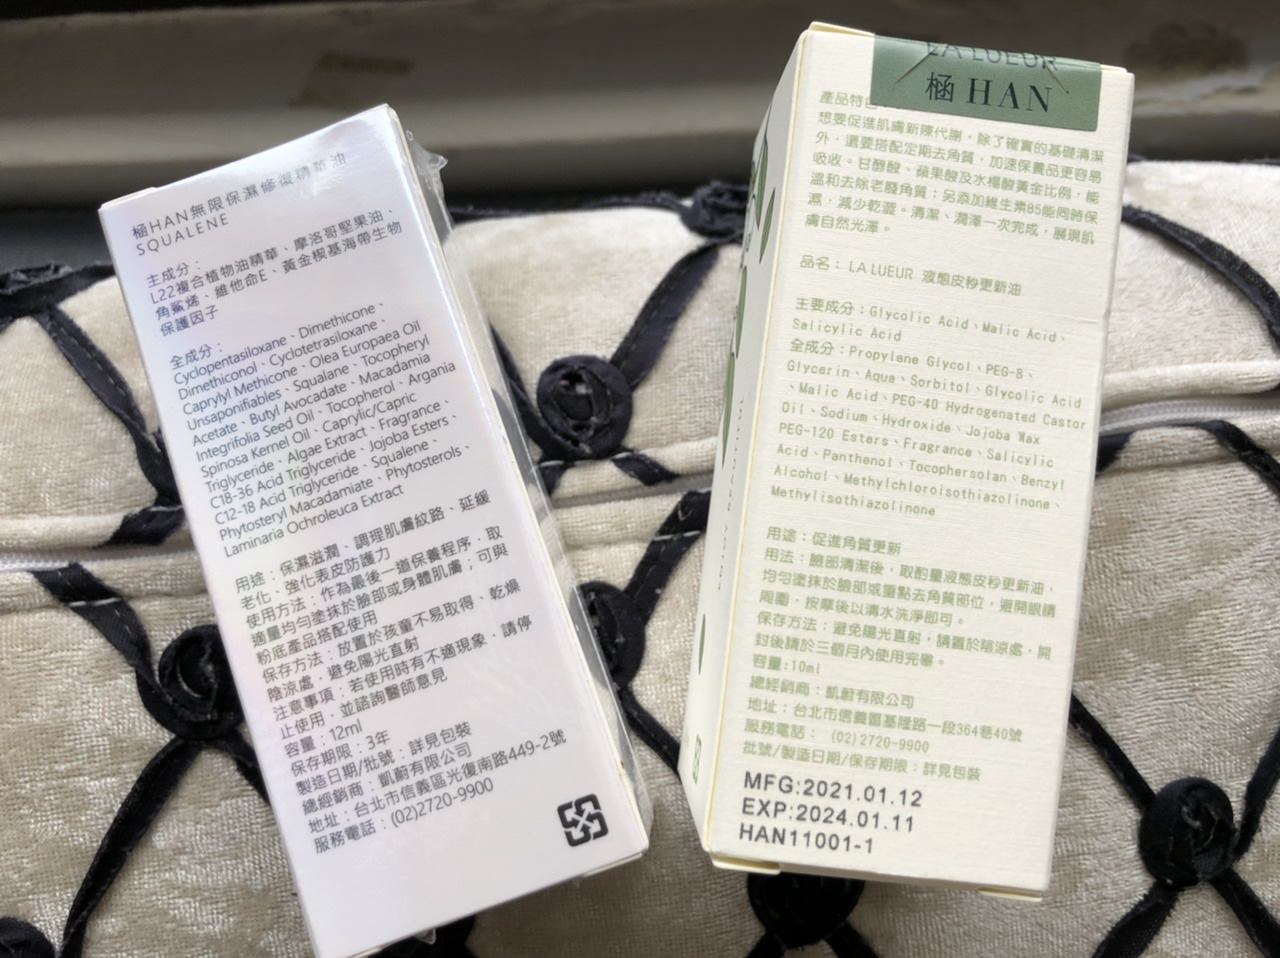 梒HAN無限保濕修復精華油
SQUALENE
主成分：
L22複合植物油精華、摩洛哥堅果油、
角鯊烯、維他命E、黃金棍基海帶生物
保護因子
全成分：
Cyclopentasiloxane、Dimethicone、
Dimethiconol、Cyclotetrasiloxane、
Caprylyl Methicone、Olea Europaea Oil
Unsaponifiables、Squalane、Tocopheryl
Acetate、Butyl Avocadate、Macadamia
Integrifolia Seed Oil、Tocopherol、Argania
Spinosa Kernel Oil、Caprylic/Capric
Triglyceride、Algae Extract、Fragrance、
C18-36 Acid Triglyceride、Jojoba Esters、
C12-18 Acid Triglyceride、Squalene、
Phytosteryl Macadamiate、Phytosterols、
Laminaria Ochroleuca Extract
用途：保濕滋潤、調理肌膚紋路、延緩
老化、強化表皮防護力
使用方法：作為最後一道保養程序，取
適量均勻塗抹於臉部或身體肌膚；可與
粉底產品搭配使用
保存方法：放置於孩童不易取得、乾燥
陰涼處，避免陽光直射
注意事項：若使用時有不適現象，請停
止使用，並諮詢醫師意見
容量：12ml
保存期限：3年
製造日期/批號：詳見包裝
總經銷商：凱蔚有限公司
地址：台北市信義區光復南路449-2號
服務電話：(02)2720-9900
LA LUEUR
梒HAN
產品特色
想要促進肌膚新陳代謝，除了確實的基礎清潔
外，還要搭配定期去角質，加速保養品更容易
吸收。甘醇酸、蘋果酸及水楊酸黃金比例，能
溫和去除老廢角質；另添加維生素B5能同時保
濕，減少乾澀。清潔、潤澤一次完成，展現肌
膚自然光澤。
品名：LA LUEUR 液態皮秒更新油
主要成分：Glycolic Acid、Malic Acid、
Salicylic Acid
全成分：Propylene Glycol、PEG-8、
Glycerin、Aqua、Sorbitol、Glycolic Acid
、Malic Acid、PEG-40 Hydrogenated Castor
Oil、Sodium、Hydroxide、Jojoba Wax
PEG-120 Esters、Fragrance、Salicylic
Acid、Panthenol、Tocophersolan、Benzyl
Alcohol、Methylchloroisothiazolinone、
Methylisothiazolinone
用途：促進角質更新
用法：臉部清潔後，取酌量液態皮秒更新油，
均勻塗抹於臉部或重點去角質部位，避開眼睛
周圍，按摩後以清水洗淨即可。
保存方法：避免陽光直射，請置於陰涼處，開
封後請於三個月內使用完畢。
容量：10ml
總經銷商：凱蔚有限公司
地址：台北市信義區基隆路一段364巷40號
服務電話：(02)2720-9900
批號/製造日期/保存期限：詳見包裝
MFG:2021.01.12
EXP:2024.01.11
HAN11001-1